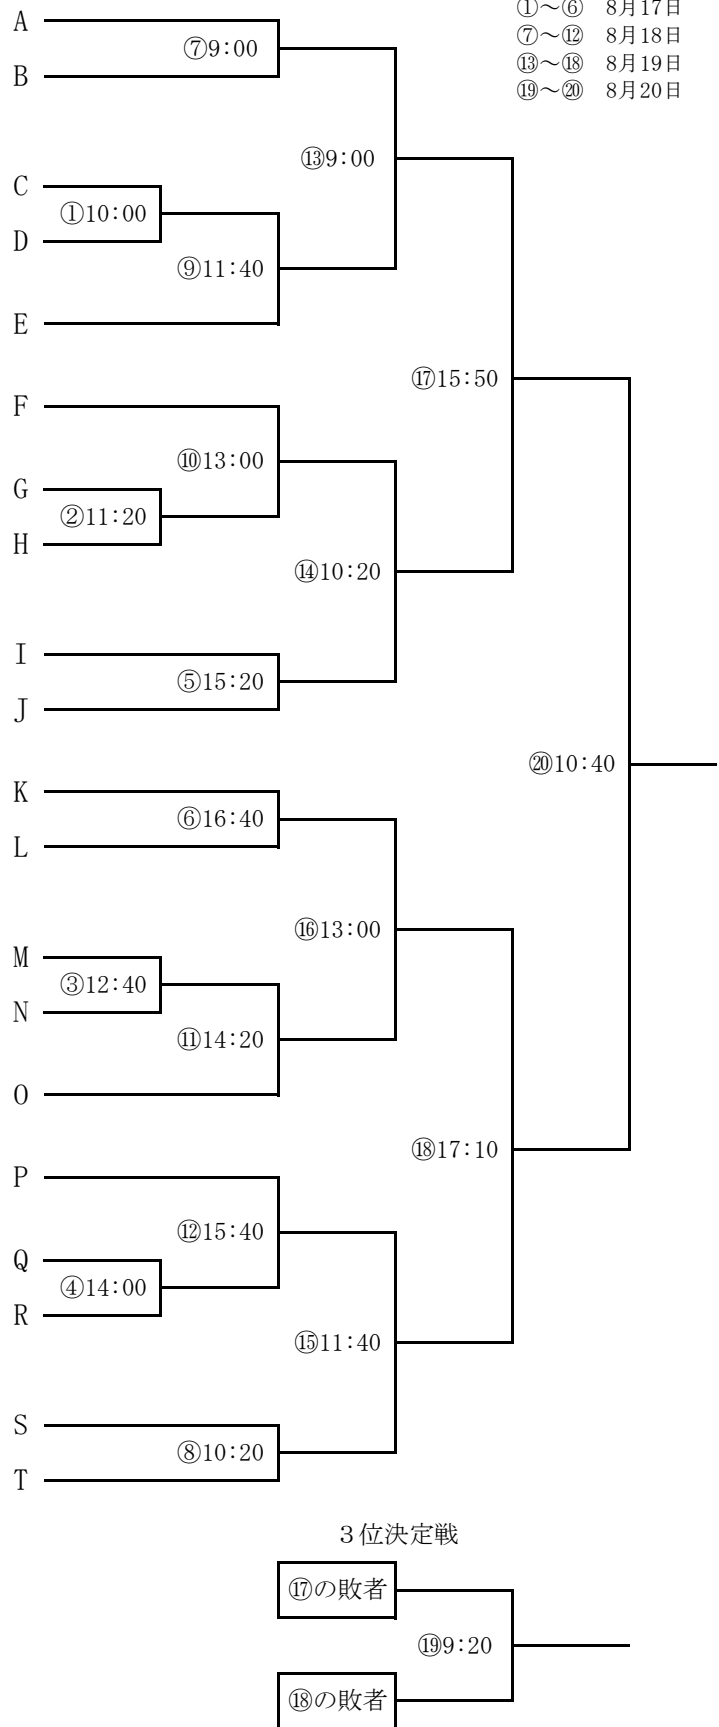 ①～⑥ 8月17日
⑦～⑫ 8月18日
⑬～⑱ 8月19日
⑲～⑳ 8月20日
A
⑦9:00
B
⑬9:00
C
①10:00
D
⑨11:40
E
⑰15:50
F
⑩13:00
G
②11:20
H
⑭10:20
I
⑤15:20
J
⑳10:40
K
⑥16:40
L
⑯13:00
M
③12:40
N
⑪14:20
O
⑱17:10
P
⑫15:40
Q
④14:00
R
⑮11:40
S
⑧10:20
T
３位決定戦
⑰の敗者
⑲9:20
⑱の敗者